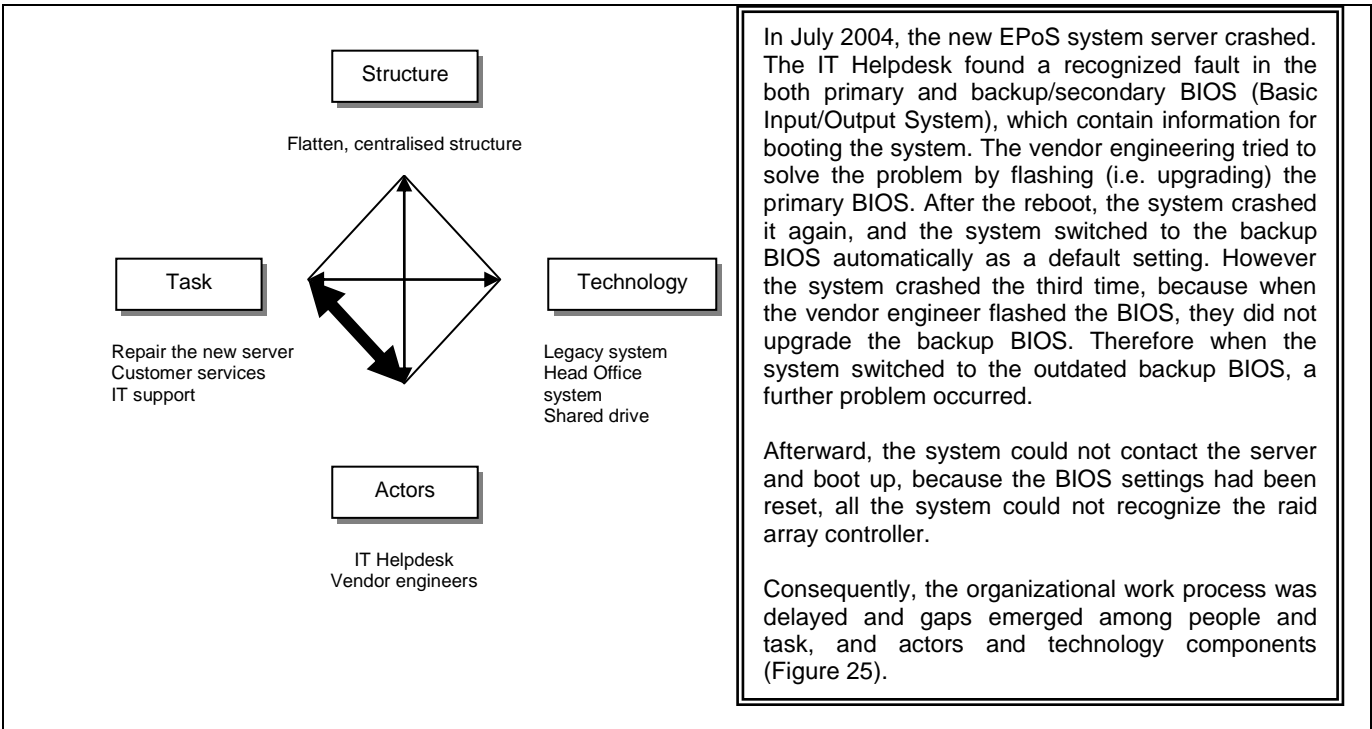 Structure
Flatten, centralised structure
Task
Technology
Repair the new server
Customer services
IT support
Legacy system
Head Office
system
Shared drive
Actors
IT Helpdesk
Vendor engineers
In July 2004, the new EPoS system server crashed.
The IT Helpdesk found a recognized fault in the
both primary and backup/secondary BIOS (Basic
Input/Output System), which contain information for
booting the system. The vendor engineering tried to
solve the problem by flashing (i.e. upgrading) the
primary BIOS. After the reboot, the system crashed
it again, and the system switched to the backup
BIOS automatically as a default setting. However
the system crashed the third time, because when
the vendor engineer flashed the BIOS, they did not
upgrade the backup BIOS. Therefore when the
system switched to the outdated backup BIOS, a
further problem occurred.
Afterward, the system could not contact the server
and boot up, because the BIOS settings had been
reset, all the system could not recognize the raid
array controller.
Consequently, the organizational work process was
delayed and gaps emerged among people and
task, and actors and technology components
(Figure 25).